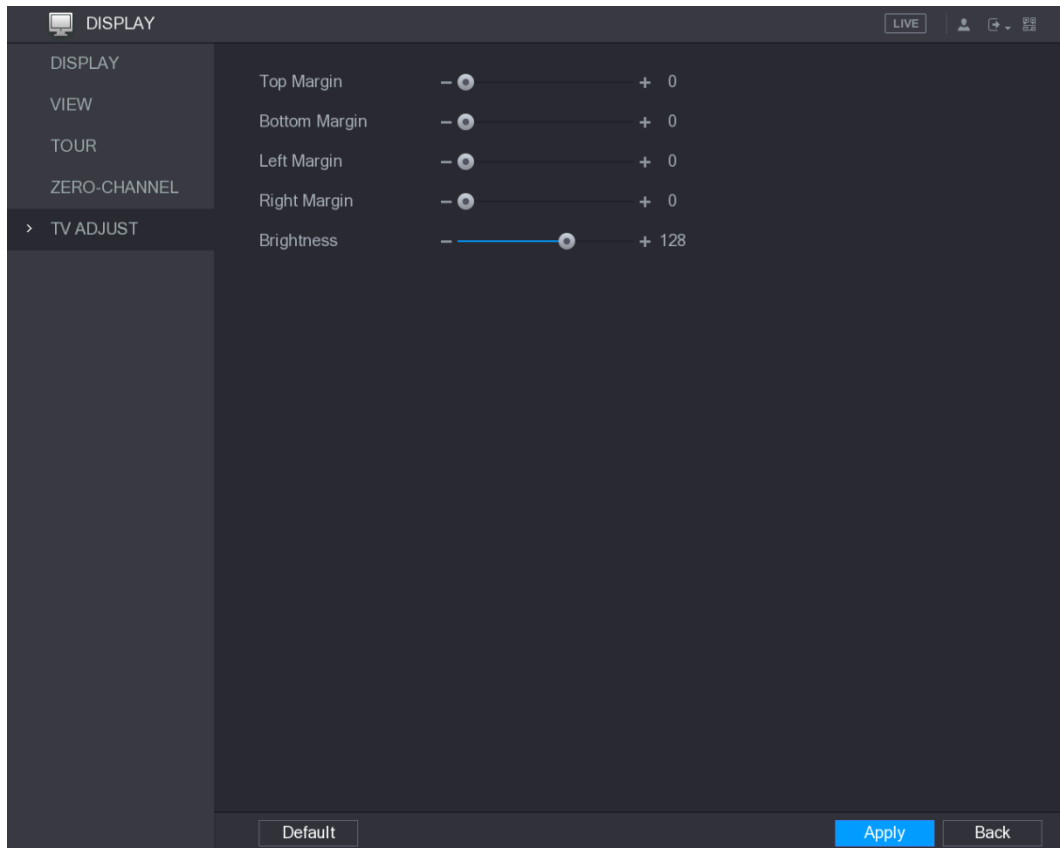 DISPLAY
LIVE
DISPLAY
VIEW
TOUR
ZERO-CHANNEL
> TV ADJUST
Top Margin - + 0
Bottom Margin - + 0
Left Margin - + 0
Right Margin - + 0
Brightness - + 128
Default
Apply
Back